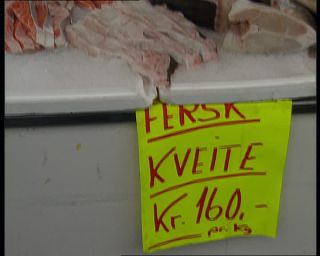 FERSK
KVEITE
Kr. 160.-
pr. kg